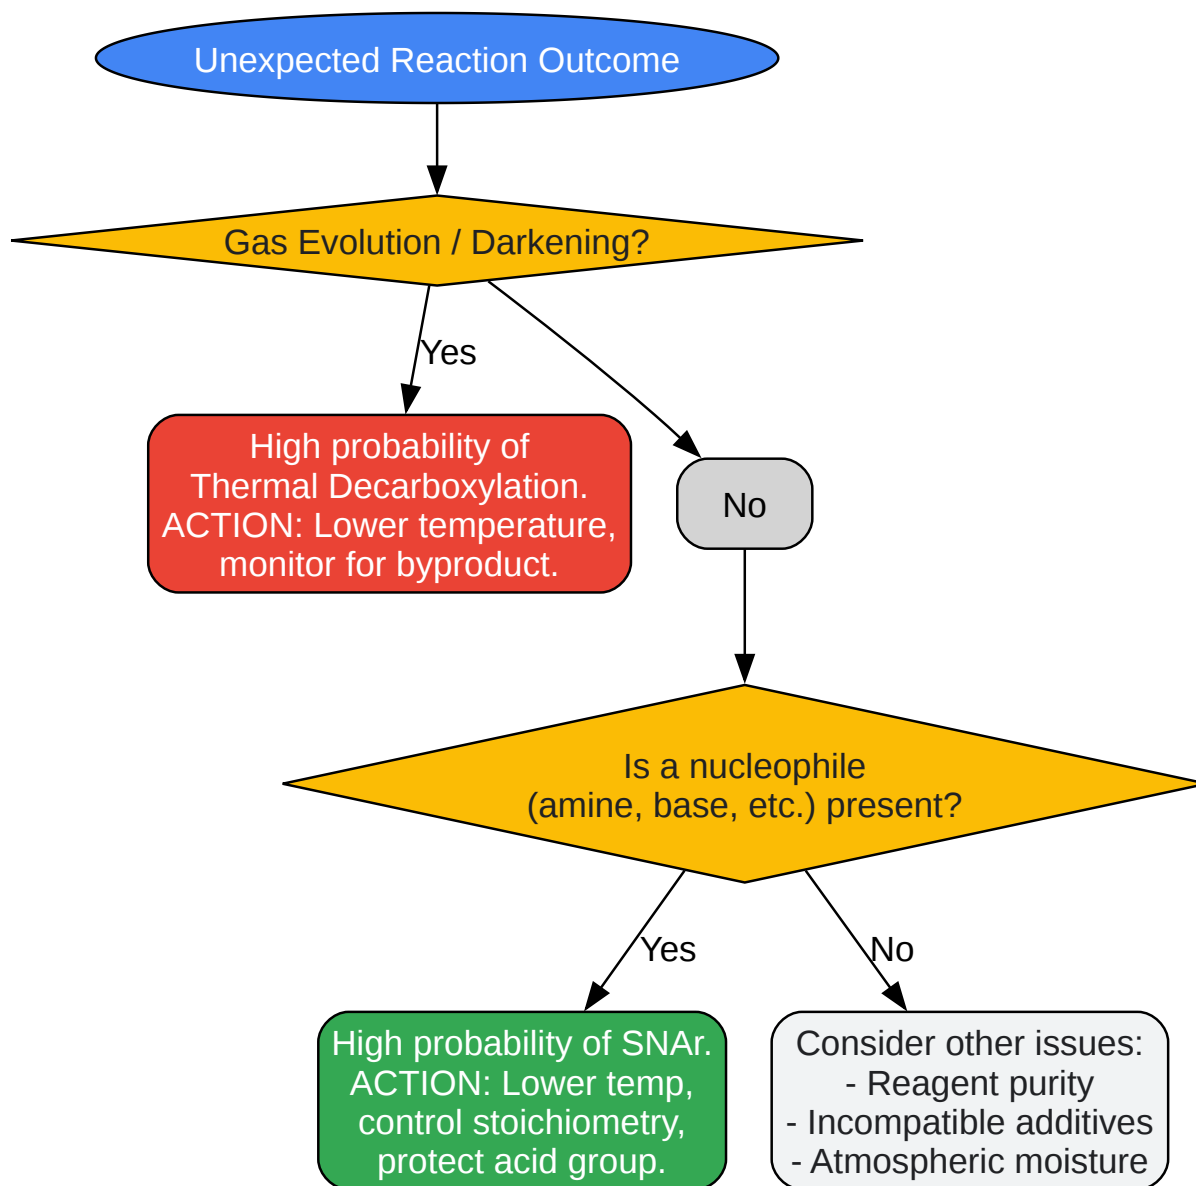 Unexpected Reaction Outcome
Gas Evolution / Darkening?
Yes
High probability of
Thermal Decarboxylation.
ACTION: Lower temperature,
monitor for byproduct.
No
Is a nucleophile
(amine, base, etc.) present?
Yes
No
High probability of SNAr.
ACTION: Lower temp,
control stoichiometry,
protect acid group.
Consider other issues:
- Reagent purity
- Incompatible additives
- Atmospheric moisture